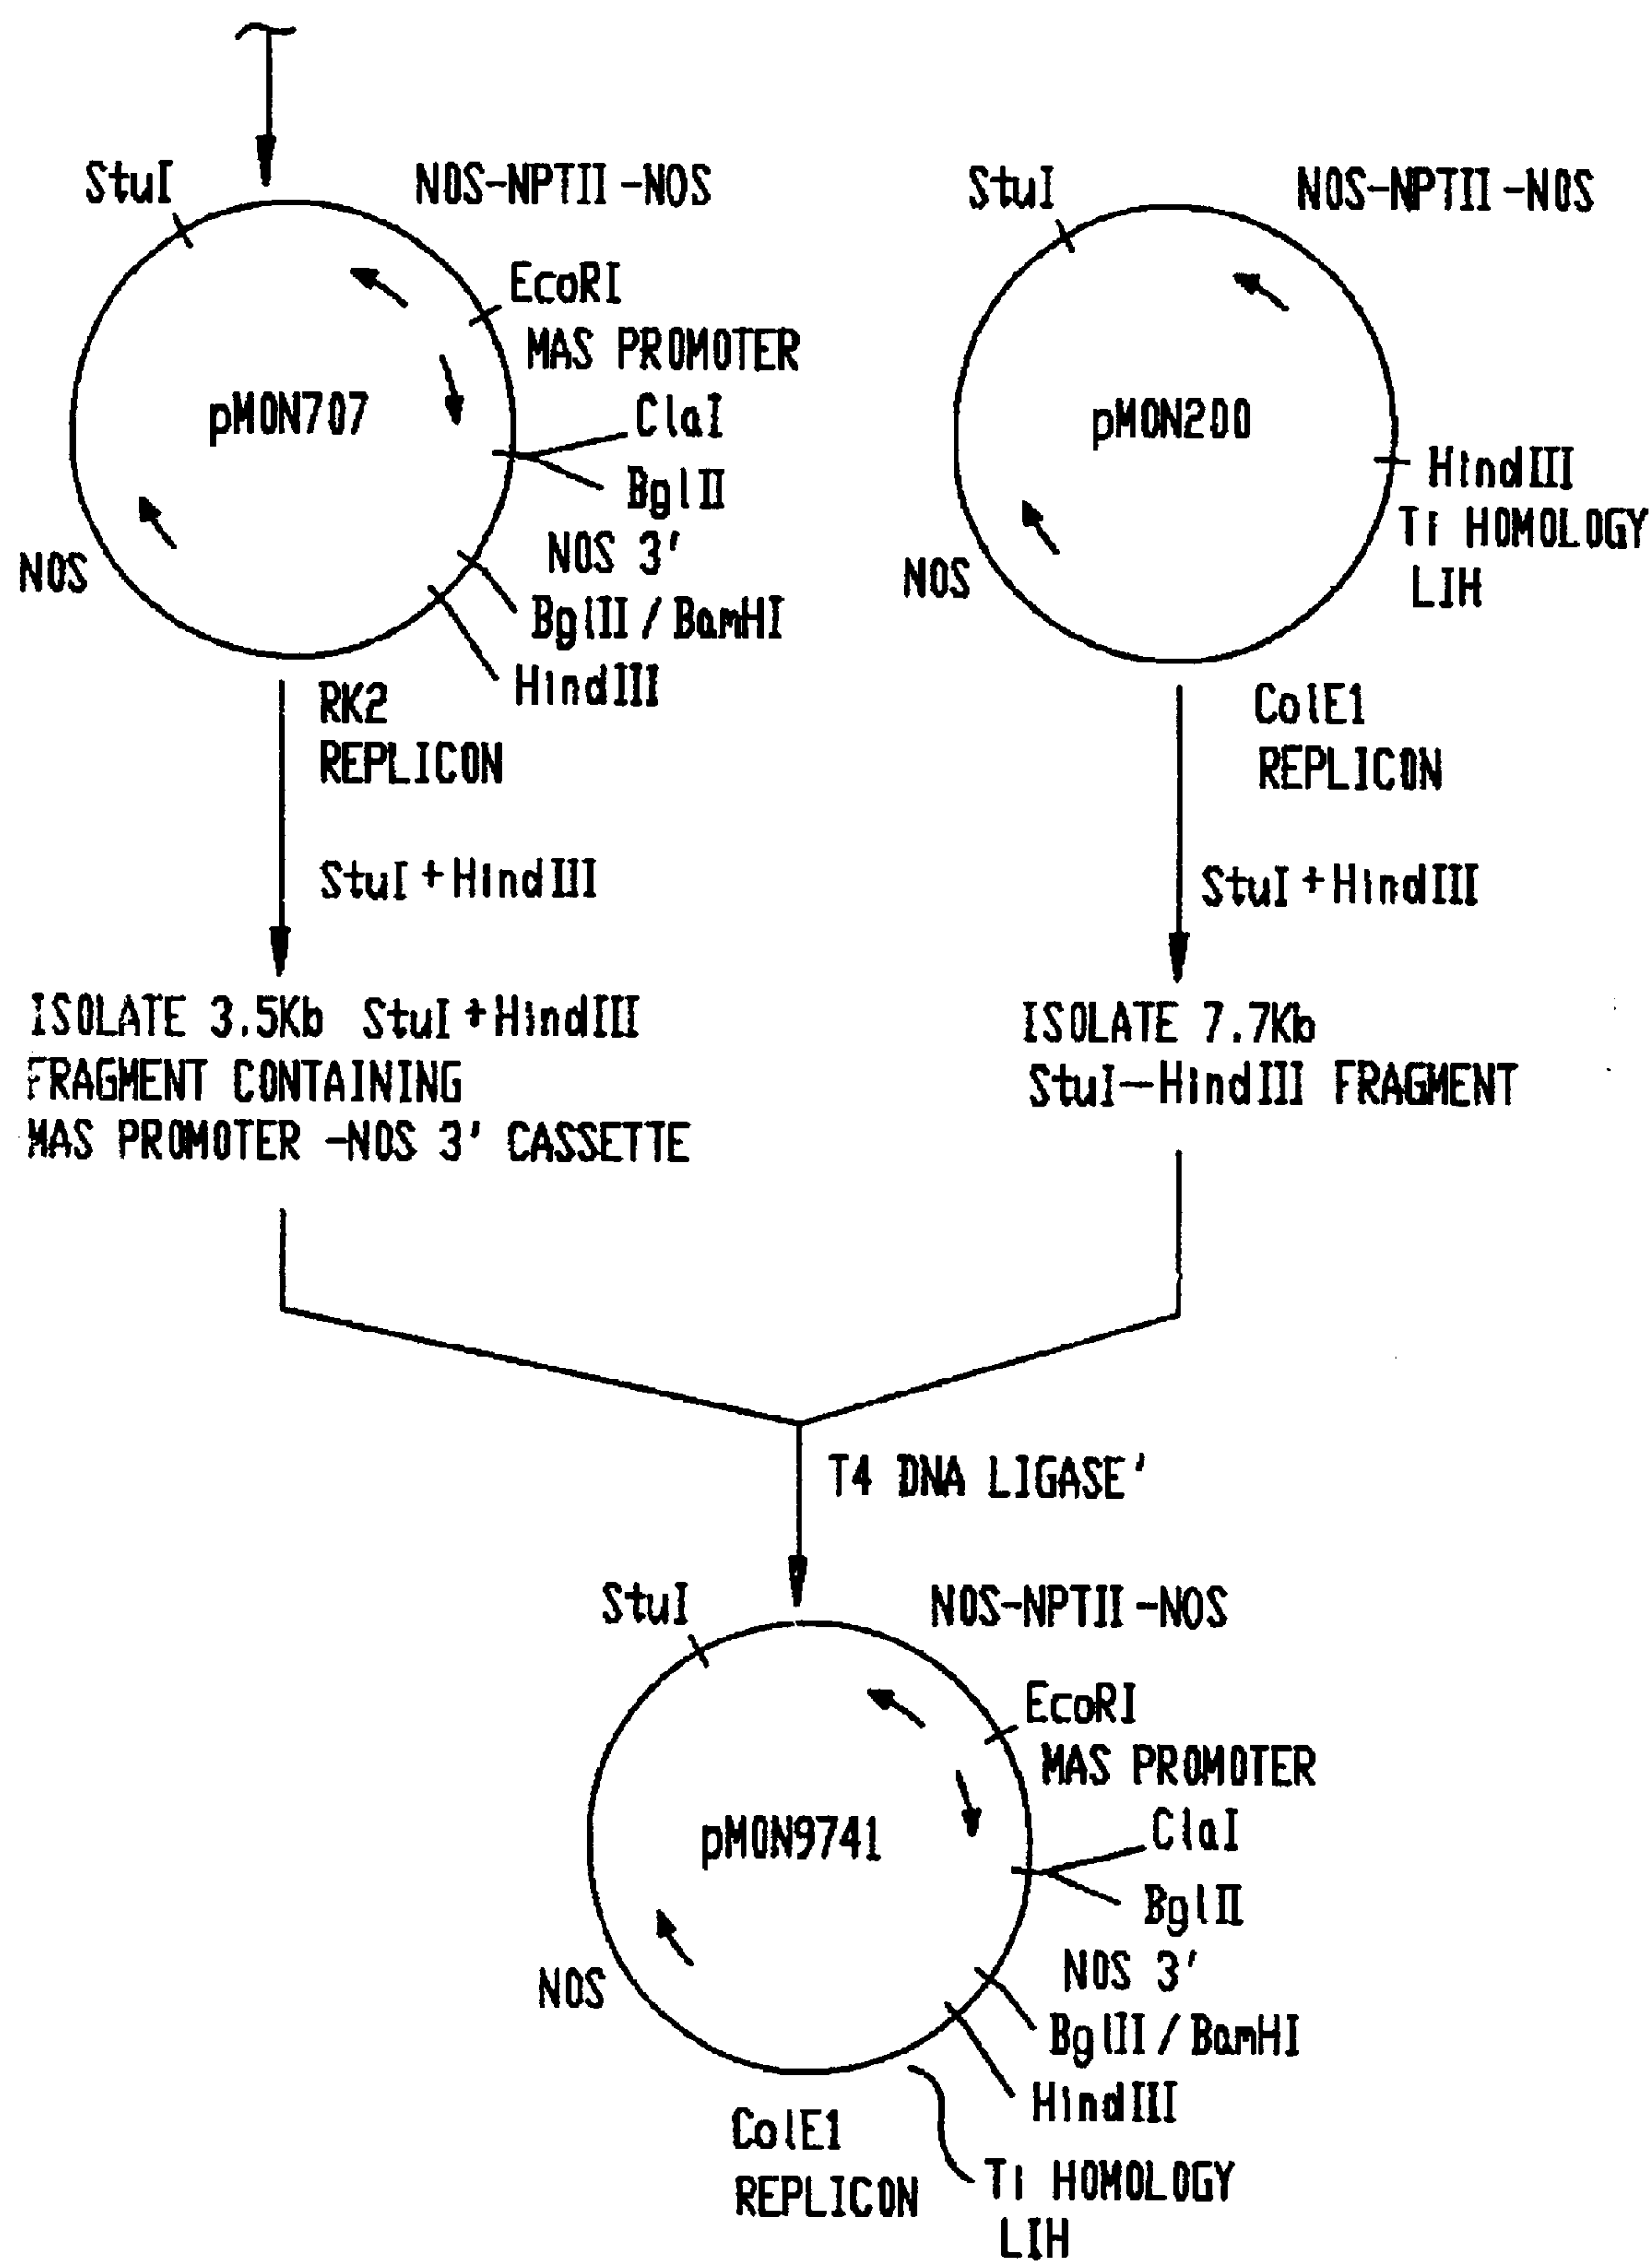 StuI
NOS-NPTII-NOS
EcoRI
MAS PROMOTER
pMON707
ClaI
BglII
NOS 3'
NOS
BglII / BamHI
HindIII
RK2
REPLICON
StuI + HindIII
ISOLATE 3.5Kb StuI + HindIII
FRAGMENT CONTAINING
MAS PROMOTER -NOS 3' CASSETTE
StuI
NOS-NPTII-NOS
pMON200
HindIII
Ti HOMOLOGY
LIH
NOS
ColE1
REPLICON
StuI + HindIII
ISOLATE 7.7Kb
StuI-HindIII FRAGMENT
T4 DNA LIGASE'
StuI
NOS-NPTII-NOS
EcoRI
MAS PROMOTER
pMON9741
ClaI
BglII
NOS 3'
NOS
BglII / BamHI
HindIII
ColE1
REPLICON
Ti HOMOLOGY
LIH